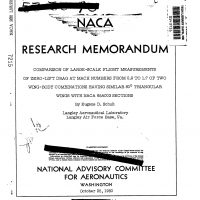 NACA
RESEARCH MEMORANDUM
COMPARISON OF LARGE-SCALE FLIGHT MEASUREMENTS
OF ZERO-LIFT DRAG AT MACH NUMBERS FROM 0.9 TO 1.7 OF TWO
WING-BODY COMBINATIONS HAVING SIMILAR 60° TRIANGULAR
WINGS WITH NACA 65A003 SECTIONS
By Eugene D. Schult
Langley Aeronautical Laboratory
Langley Air Force Base, Va.
NATIONAL ADVISORY COMMITTEE
FOR AERONAUTICS
WASHINGTON
October 26, 1950